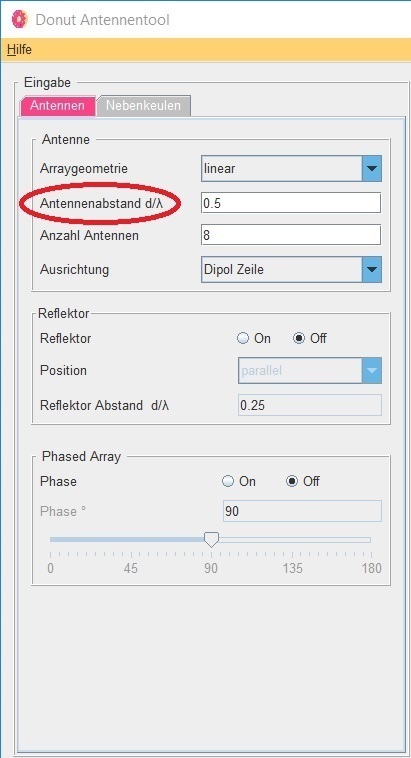 Donut Antennentool
Hilfe
Eingabe
Antennen Nebenkeulen
Antenne
Arraygeometrie linear
Antennenabstand d/λ 0.5
Anzahl Antennen 8
Ausrichtung Dipol Zeile
Reflektor
Reflektor On Off
Position parallel
Reflektor Abstand d/λ 0.25
Phased Array
Phase On Off
Phase ° 90
0 45 90 135 180